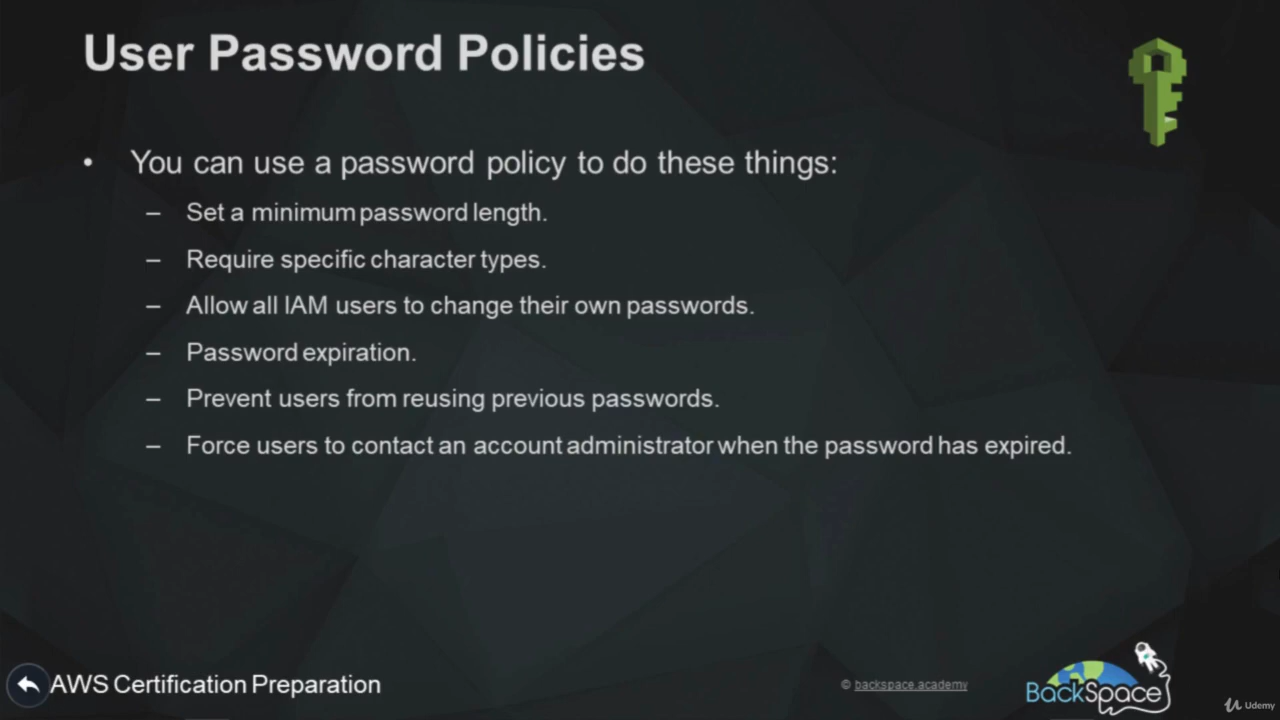 User Password Policies
• You can use a password policy to do these things:
– Set a minimum password length.
– Require specific character types.
– Allow all IAM users to change their own passwords.
– Password expiration.
– Prevent users from reusing previous passwords.
– Force users to contact an account administrator when the password has expired.
AWS Certification Preparation
© backspace.academy
BackSpace
Udemy